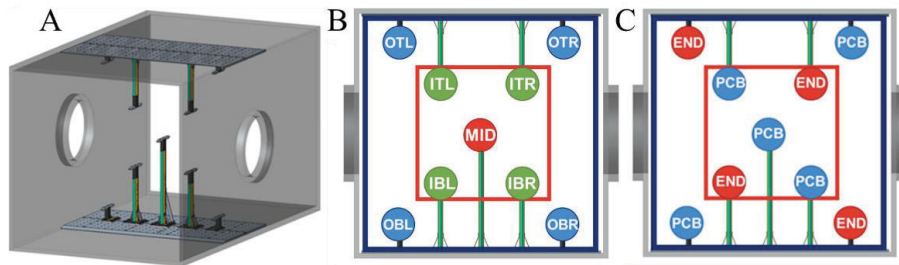 A
B
C
OTL
OTR
ITL
ITR
MID
IBL
IBR
OBL
OBR
END
PCB
PCB
END
PCB
END
PCB
PCB
END